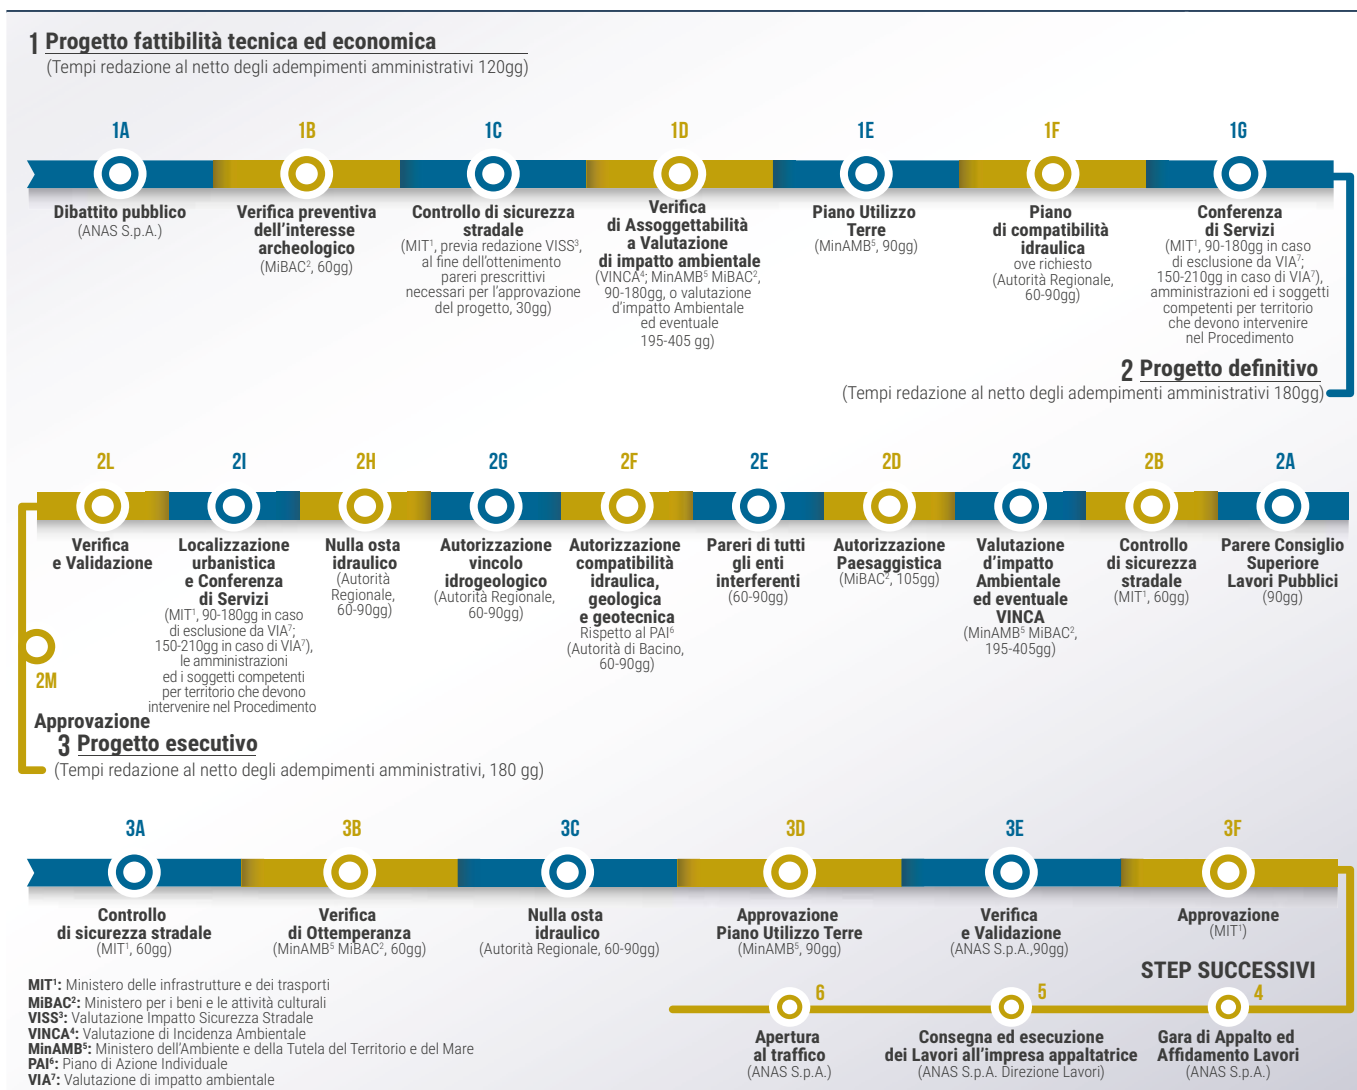 1 Progetto fattibilità tecnica ed economica
(Tempi redazione al netto degli adempimenti amministrativi 120gg)
1A
Dibattito pubblico
(ANAS S.p.A.)
1B
Verifica preventiva
dell'interesse
archeologico
(MiBAC², 60gg)
1C
Controllo di sicurezza
stradale
(MIT¹, previa redazione VISS³,
al fine dell'ottenimento
pareri prescrittivi
necessari per l'approvazione
del progetto, 30gg)
1D
Verifica
di Assoggettabilità
a Valutazione
di impatto ambientale
(VINCA⁴; MinAMB⁵ MiBAC²,
90-180gg, o valutazione
d'impatto Ambientale
ed eventuale
195-405 gg)
1E
Piano Utilizzo
Terre
(MinAMB⁵, 90gg)
1F
Piano
di compatibilità
idraulica
ove richiesto
(Autorità Regionale,
60-90gg)
1G
Conferenza
di Servizi
(MIT¹, 90-180gg in caso
di esclusione da VIA⁷;
150-210gg in caso di VIA⁷),
amministrazioni ed i soggetti
competenti per territorio
che devono intervenire
nel Procedimento
2 Progetto definitivo
(Tempi redazione al netto degli adempimenti amministrativi 180gg)
2A
Parere Consiglio
Superiore
Lavori Pubblici
(90gg)
2B
Controllo
di sicurezza
stradale
(MIT¹, 60gg)
2C
Valutazione
d'impatto
Ambientale
ed eventuale
VINCA
(MinAMB⁵ MiBAC²,
195-405gg)
2D
Autorizzazione
Paesaggistica
(MiBAC², 105gg)
2E
Pareri di tutti
gli enti
interferenti
(60-90gg)
2F
Autorizzazione
compatibilità
idraulica,
geologica
e geotecnica
Rispetto al PAI⁶
(Autorità di Bacino,
60-90gg)
2G
Autorizzazione
vincolo
idrogeologico
(Autorità Regionale,
60-90gg)
2H
Nulla osta
idraulico
(Autorità
Regionale,
60-90gg)
2I
Localizzazione
urbanistica
e Conferenza
di Servizi
(MIT¹, 90-180gg in caso
di esclusione da VIA⁷;
150-210gg in caso di VIA⁷),
le amministrazioni
ed i soggetti competenti
per territorio che devono
intervenire nel Procedimento
2L
Verifica
e Validazione
2M
Approvazione
3 Progetto esecutivo
(Tempi redazione al netto degli adempimenti amministrativi, 180 gg)
3A
Controllo
di sicurezza stradale
(MIT¹, 60gg)
3B
Verifica
di Ottemperanza
(MinAMB⁵ MiBAC², 60gg)
3C
Nulla osta
idraulico
(Autorità Regionale, 60-90gg)
3D
Approvazione
Piano Utilizzo Terre
(MinAMB⁵, 90gg)
3E
Verifica
e Validazione
(ANAS S.p.A.,90gg)
3F
Approvazione
(MIT¹)
STEP SUCCESSIVI
4
Gara di Appalto ed
Affidamento Lavori
(ANAS S.p.A.)
5
Consegna ed esecuzione
dei Lavori all'impresa appaltatrice
(ANAS S.p.A. Direzione Lavori)
6
Apertura
al traffico
(ANAS S.p.A.)
MIT¹: Ministero delle infrastrutture e dei trasporti
MiBAC²: Ministero per i beni e le attività culturali
VISS³: Valutazione Impatto Sicurezza Stradale
VINCA⁴: Valutazione di Incidenza Ambientale
MinAMB⁵: Ministero dell'Ambiente e della Tutela del Territorio e del Mare
PAI⁶: Piano di Azione Individuale
VIA⁷: Valutazione di impatto ambientale